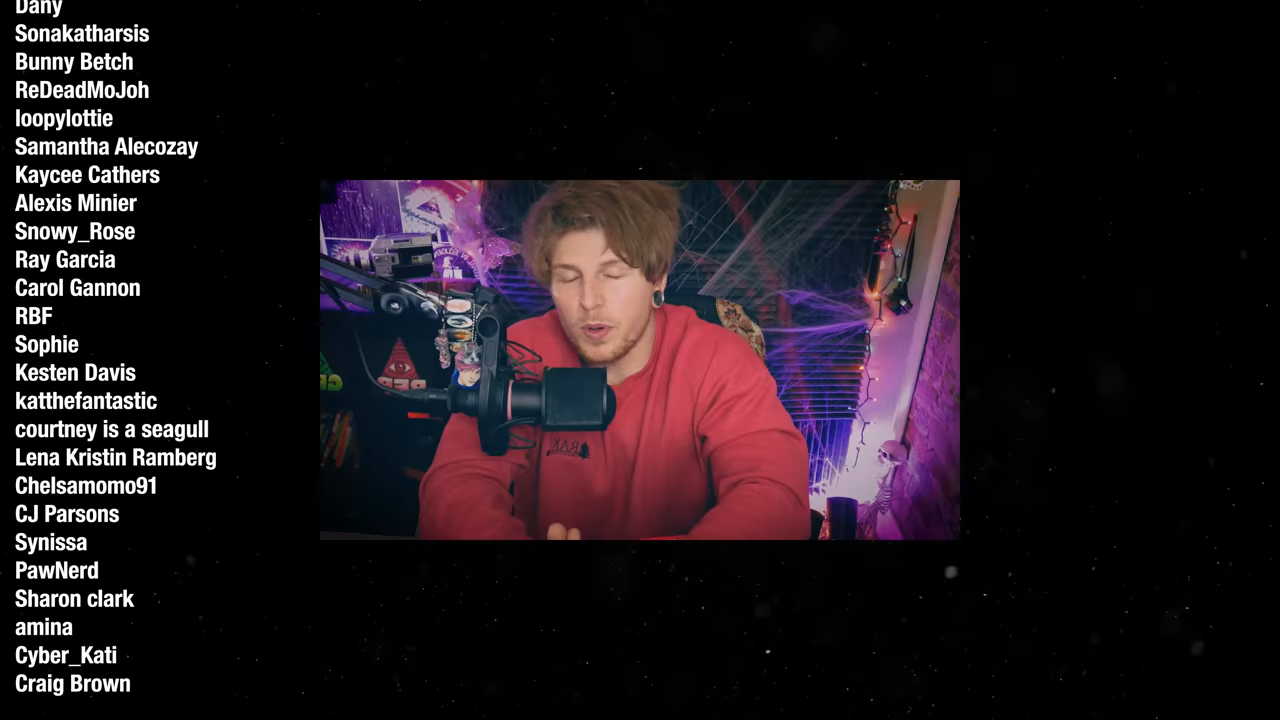 Dany
Sonakatharsis
Bunny Betch
ReDeadMoJoh
loopylottie
Samantha Alecozay
Kaycee Cathers
Alexis Minier
Snowy_Rose
Ray Garcia
Carol Gannon
RBF
Sophie
Kesten Davis
katthefantastic
courtney is a seagull
Lena Kristin Ramberg
Chelsamomo91
CJ Parsons
Synissa
PawNerd
Sharon clark
amina
Cyber_Kati
Craig Brown